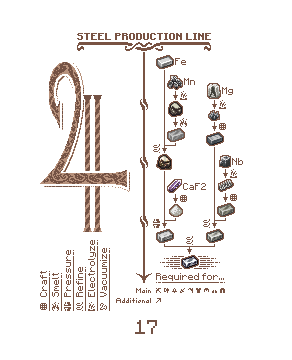 STEEL PRODUCTION LINE
Fe
Mn
Mg
Nb
CaF2
Craft
Smelt
Pressure
Refine
Electrolyze
Vacuumize
Required for...
Main
Additional
17